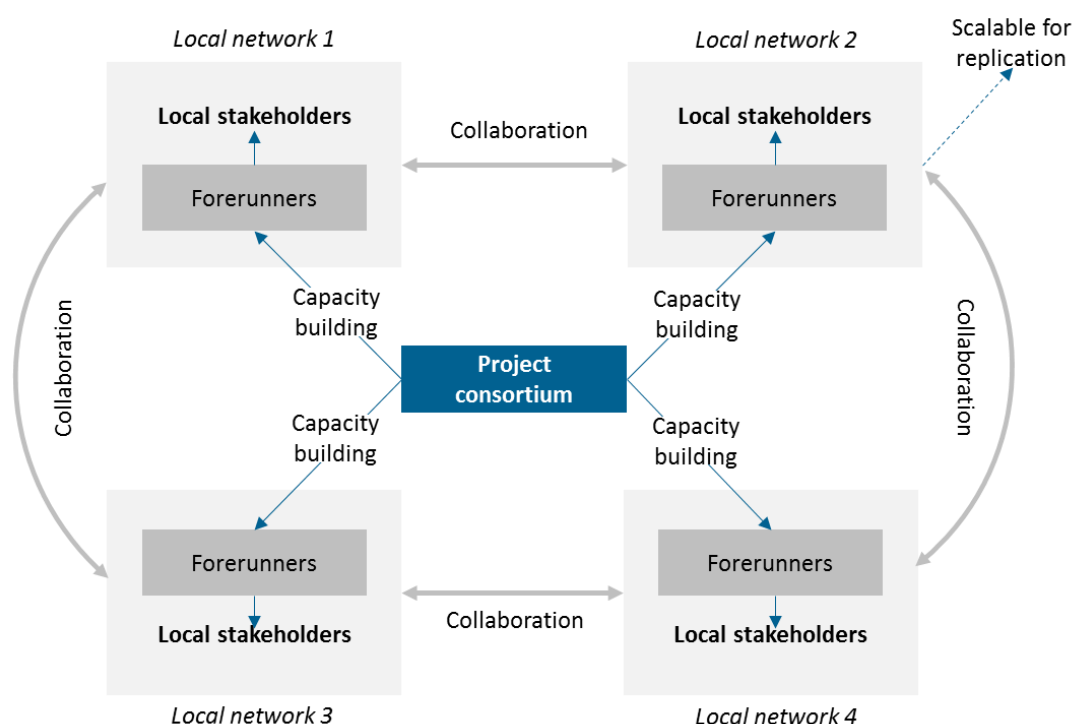 Local network 1
Local network 2
Scalable for
replication
Local stakeholders
Collaboration
Local stakeholders
Forerunners
Forerunners
Capacity
building
Capacity
building
Collaboration
Project
consortium
Collaboration
Capacity
building
Capacity
building
Forerunners
Forerunners
Local stakeholders
Collaboration
Local stakeholders
Local network 3
Local network 4